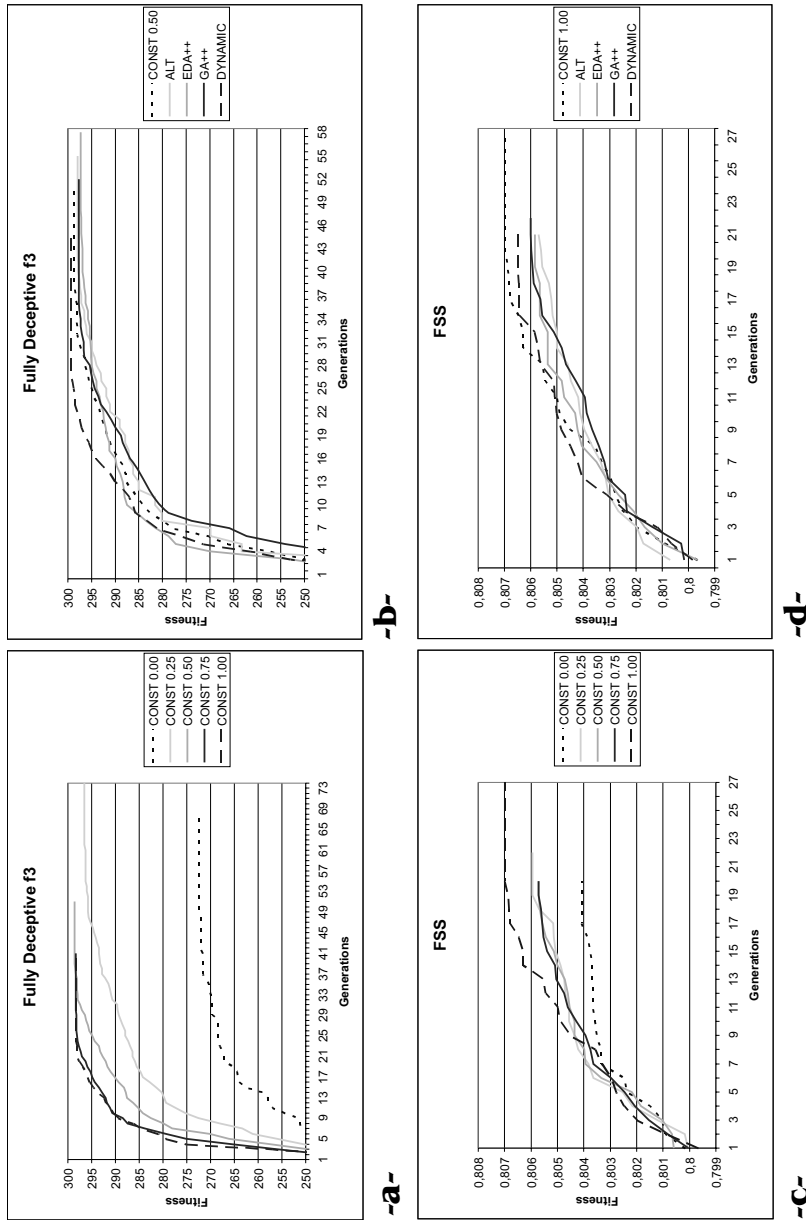 Fully Deceptive f3
300
295
290
285
280
275
270
265
260
255
250
Fitness
1 5 9 13 17 21 25 29 33 37 41 45 49 53 57 61 65 69 73
Generations
CONST 0.00
CONST 0.25
CONST 0.50
CONST 0.75
CONST 1.00
-a-
Fully Deceptive f3
300
295
290
285
280
275
270
265
260
255
250
Fitness
1 4 7 10 13 16 19 22 25 28 31 34 37 40 43 46 49 52 55 58
Generations
CONST 0.50
ALT
EDA++
GA++
DYNAMIC
-b-
FSS
0,808
0,807
0,806
0,805
0,804
0,803
0,802
0,801
0,8
0,799
Fitness
1 3 5 7 9 11 13 15 17 19 21 23 25 27
Generations
CONST 0.00
CONST 0.25
CONST 0.50
CONST 0.75
CONST 1.00
-c-
FSS
0,808
0,807
0,806
0,805
0,804
0,803
0,802
0,801
0,8
0,799
Fitness
1 3 5 7 9 11 13 15 17 19 21 23 25 27
Generations
CONST 1.00
ALT
EDA++
GA++
DYNAMIC
-d-